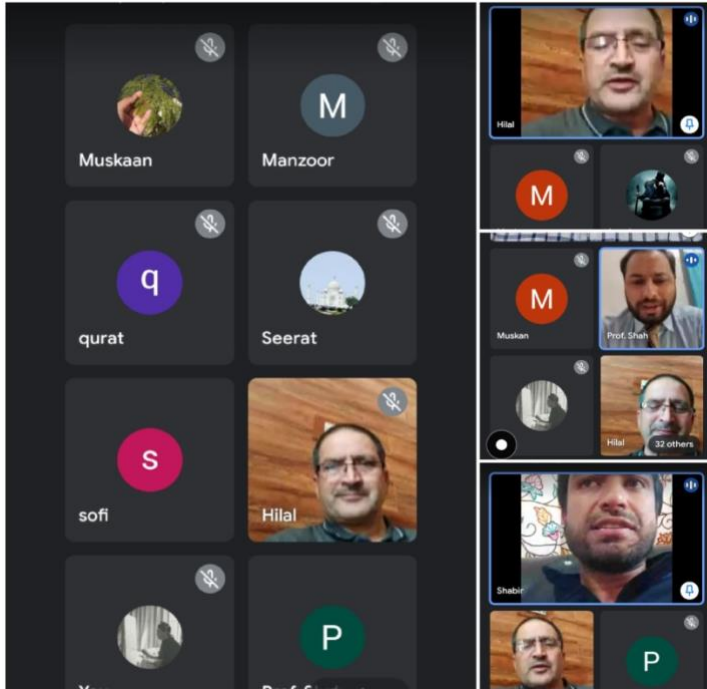 Muskaan
M
Manzoor
q
qurat
Seerat
s
sofi
Hilal
P
Hilal
M
M
Muskan
Prof. Shah
Hilal
32 others
Shabir
P